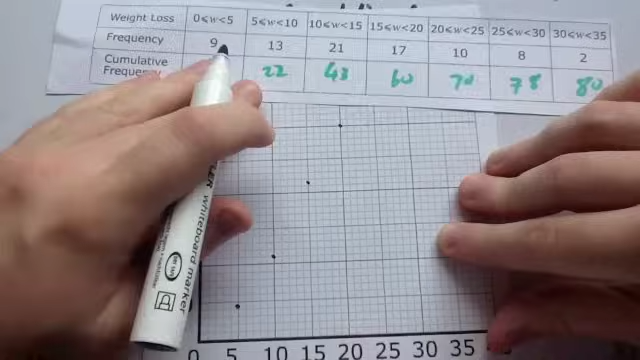 Weight Loss 0⩽w<5 5⩽w<10 10⩽w<15 15⩽w<20 20⩽w<25 25⩽w<30 30⩽w<35
Frequency 9 13 21 17 10 8 2
Cumulative Frequency 22 43 60 70 78 80
whiteboard marker
0 5 10 15 20 25 30 35